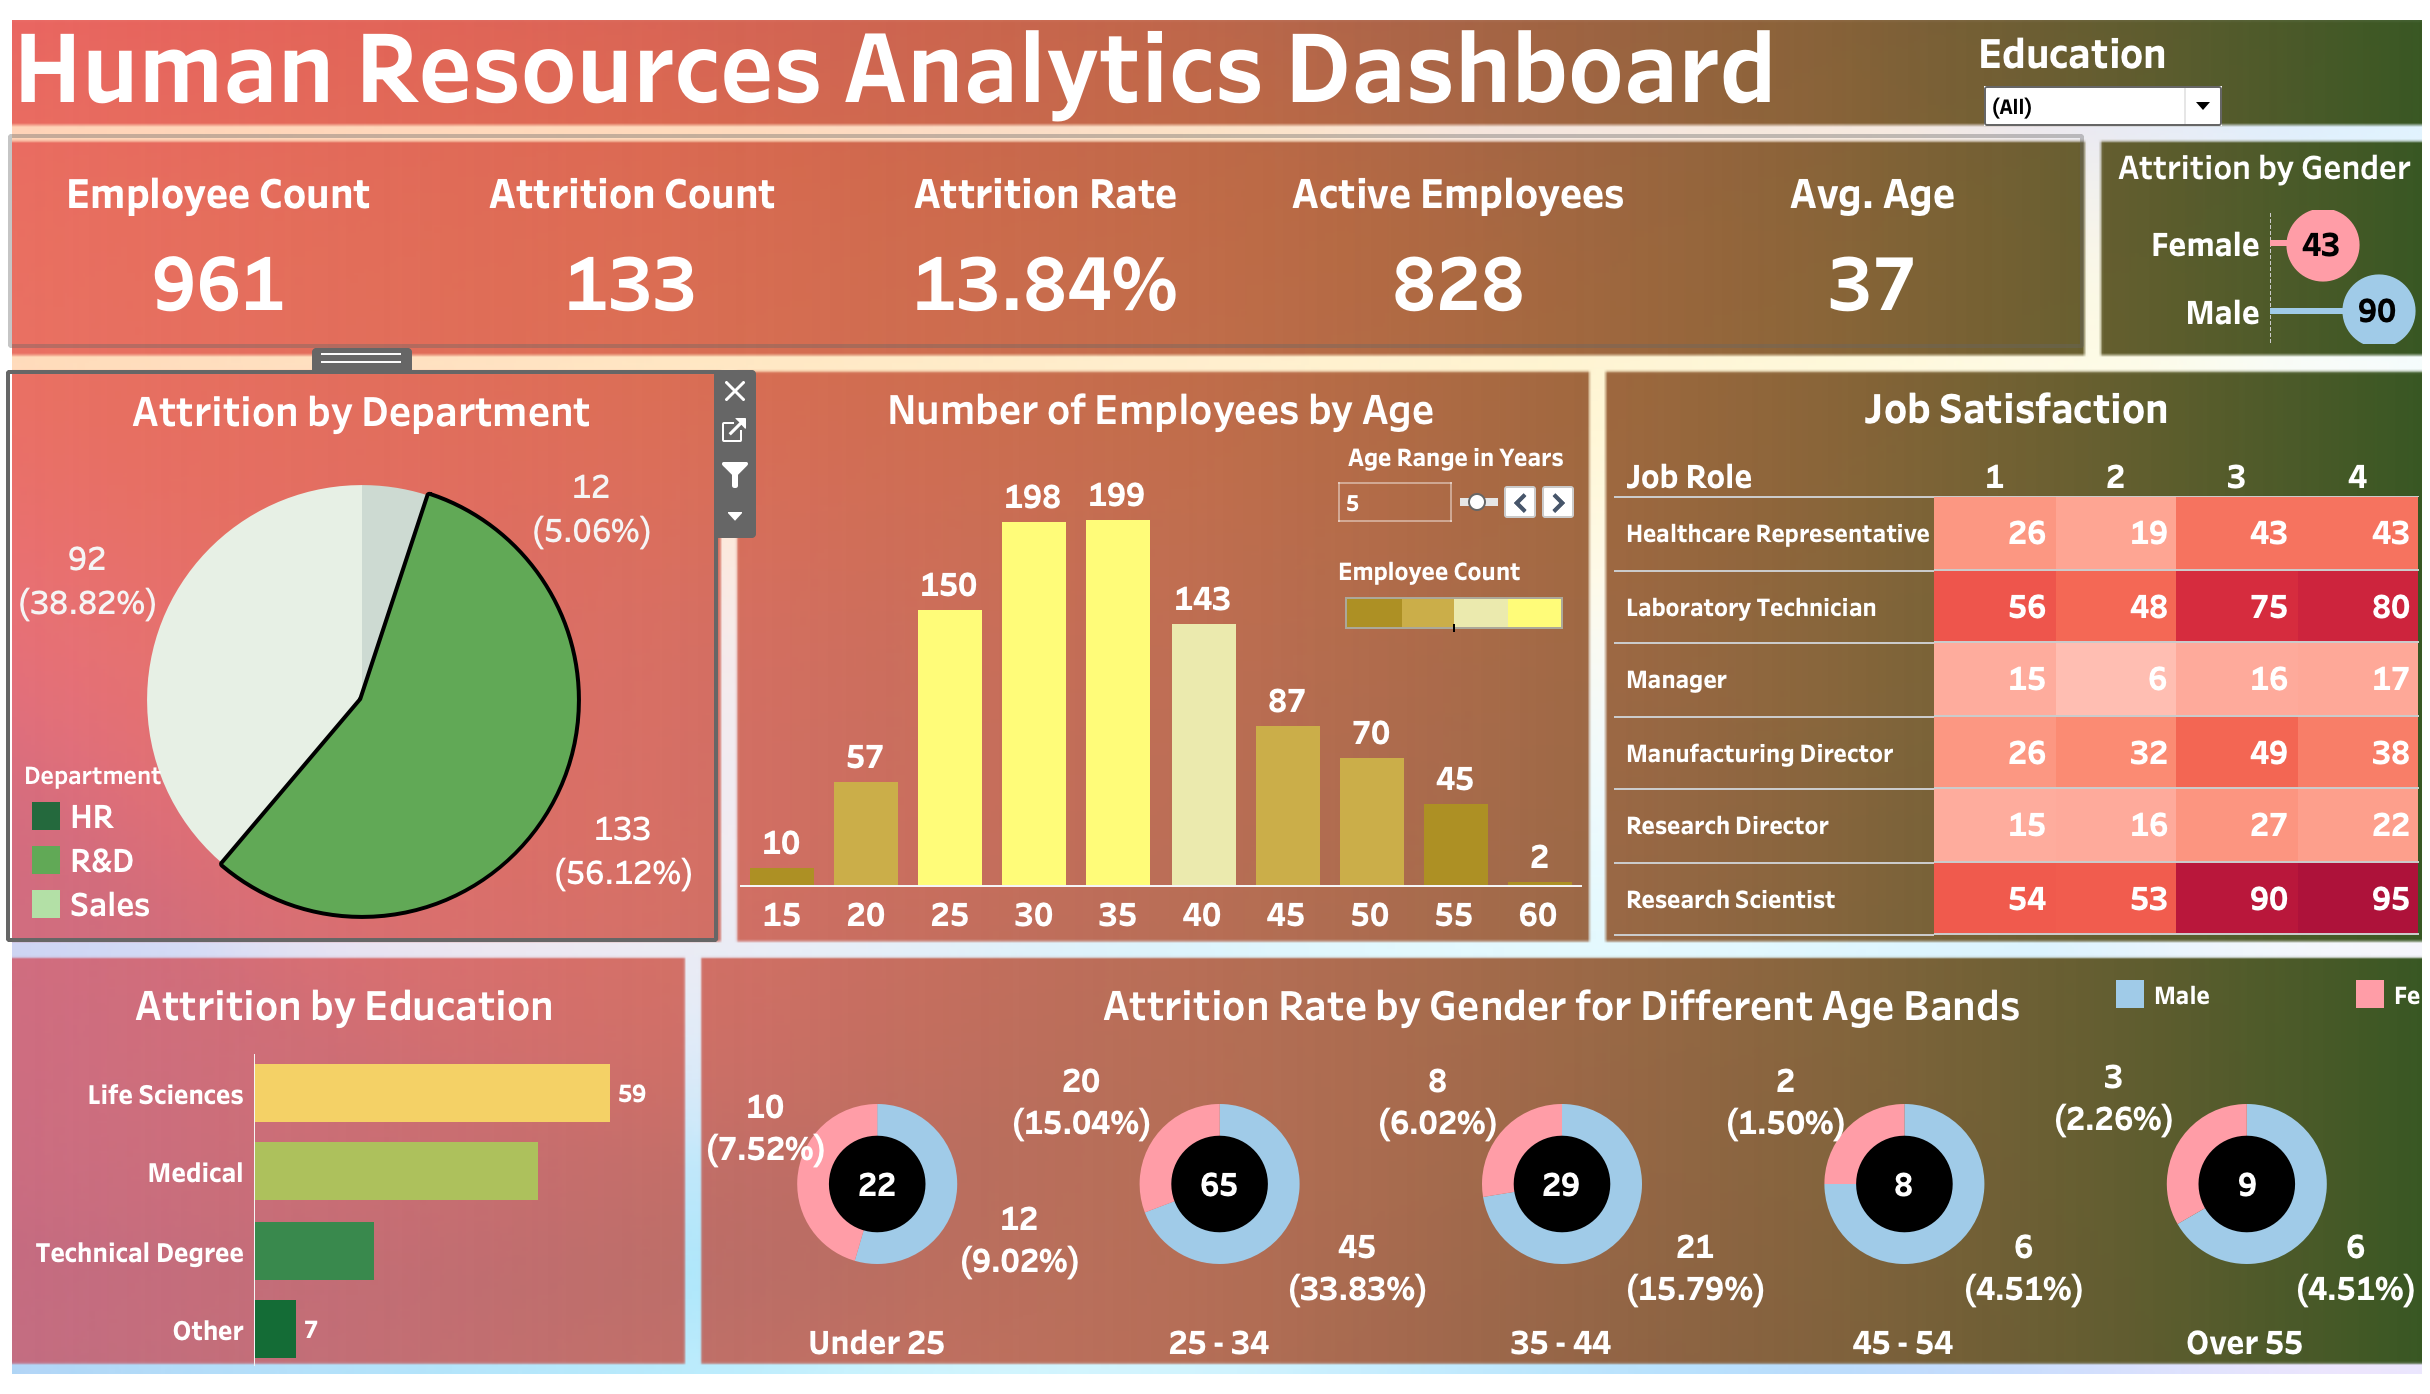 Human Resources Analytics Dashboard
Education
(All)
Employee Count
Attrition Count
Attrition Rate
Active Employees
Avg. Age
961
133
13.84%
828
37
Attrition by Gender
Female
43
Male
90
Attrition by Department
12
(5.06%)
92
(38.82%)
133
(56.12%)
Department
HR
R&D
Sales
Number of Employees by Age
Age Range in Years
5
Employee Count
10
57
150
198
199
143
87
70
45
2
15
20
25
30
35
40
45
50
55
60
Job Satisfaction
Job Role 1 2 3 4
Healthcare Representative 26 19 43 43
Laboratory Technician 56 48 75 80
Manager 15 6 16 17
Manufacturing Director 26 32 49 38
Research Director 15 16 27 22
Research Scientist 54 53 90 95
Attrition by Education
Life Sciences 59
Medical
Technical Degree
Other 7
Attrition Rate by Gender for Different Age Bands
Male
Fe
10
(7.52%)
22
12
(9.02%)
Under 25
20
(15.04%)
65
45
(33.83%)
25 - 34
8
(6.02%)
29
21
(15.79%)
35 - 44
2
(1.50%)
8
6
(4.51%)
45 - 54
3
(2.26%)
9
6
(4.51%)
Over 55